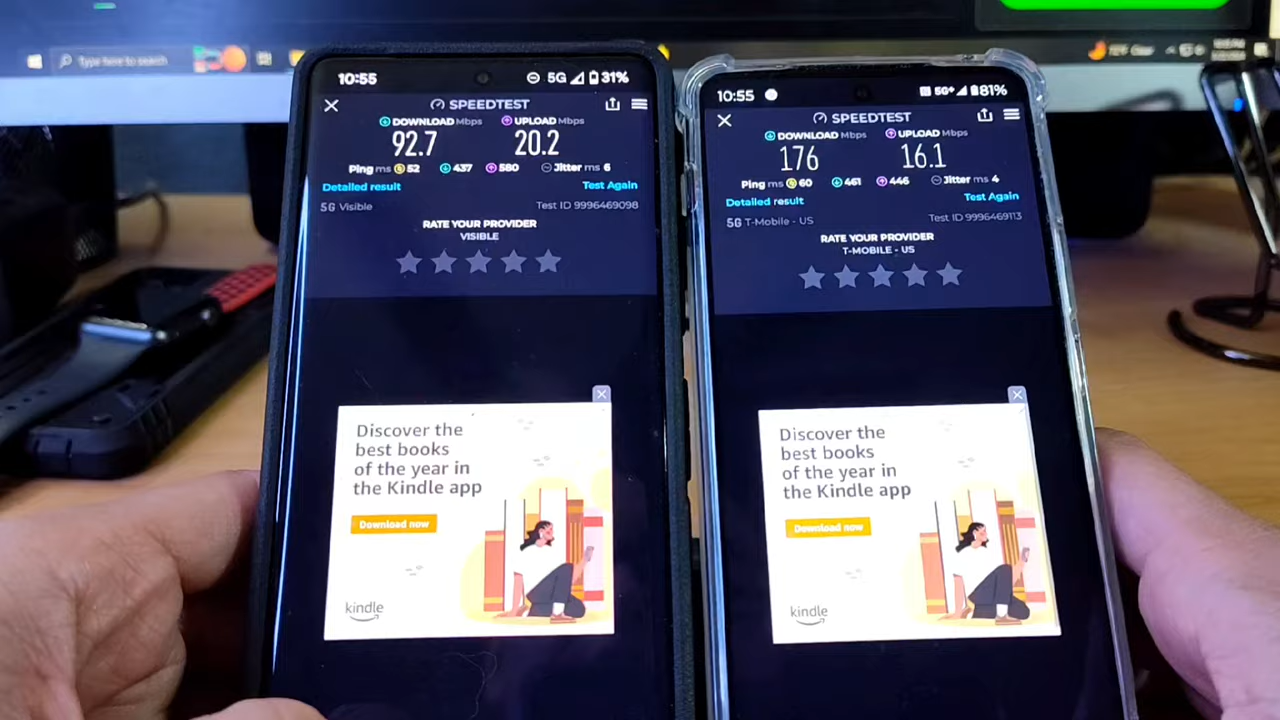 Type here to search
10:55
5G 31%
SPEEDTEST
DOWNLOAD Mbps UPLOAD Mbps
92.7 20.2
Ping ms 52 437 580 Jitter ms 6
Detailed result Test Again
5G Visible Test ID 9996469098
RATE YOUR PROVIDER
VISIBLE
Discover the
best books
of the year in
the Kindle app
Download now
kindle
10:55
5G+ 81%
SPEEDTEST
DOWNLOAD Mbps UPLOAD Mbps
176 16.1
Ping ms 60 461 446 Jitter ms 4
Detailed result Test Again
5G T-Mobile - US Test ID 9996469113
RATE YOUR PROVIDER
T-MOBILE - US
Discover the
best books
of the year in
the Kindle app
Download now
kindle